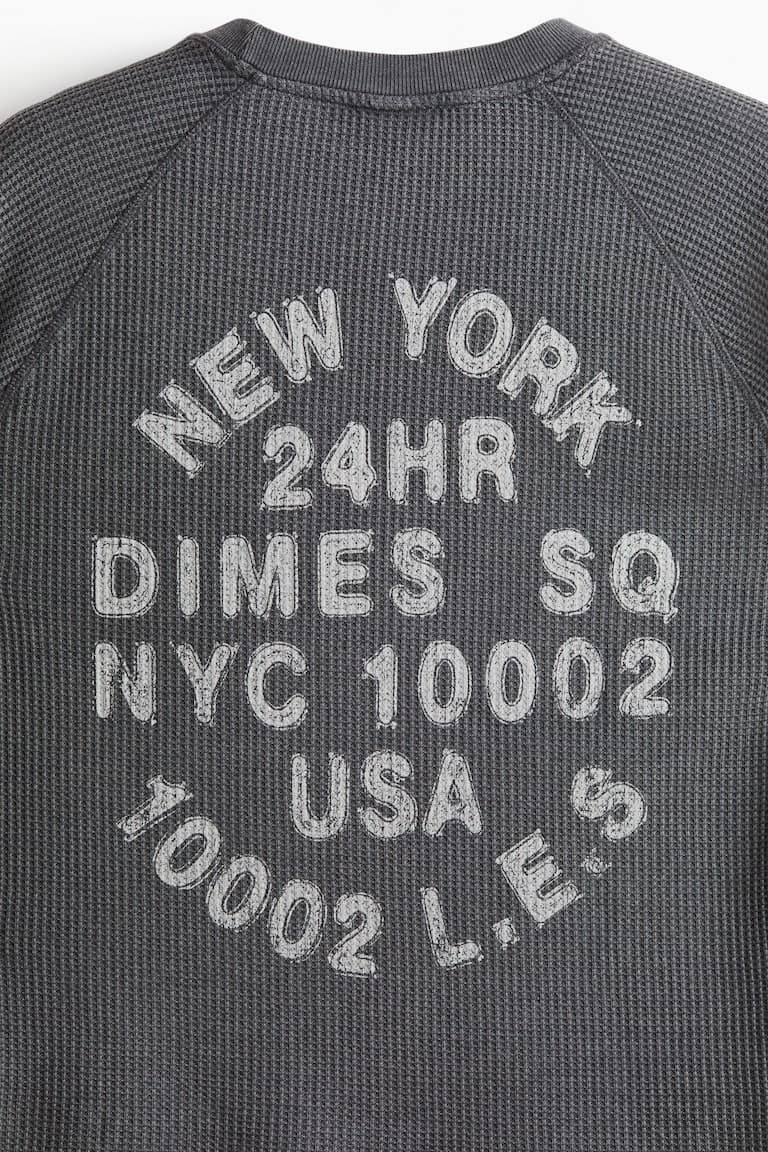 NEW YORK
24HR
DIMES SQ
NYC 10002
USA
10002 L.E.S